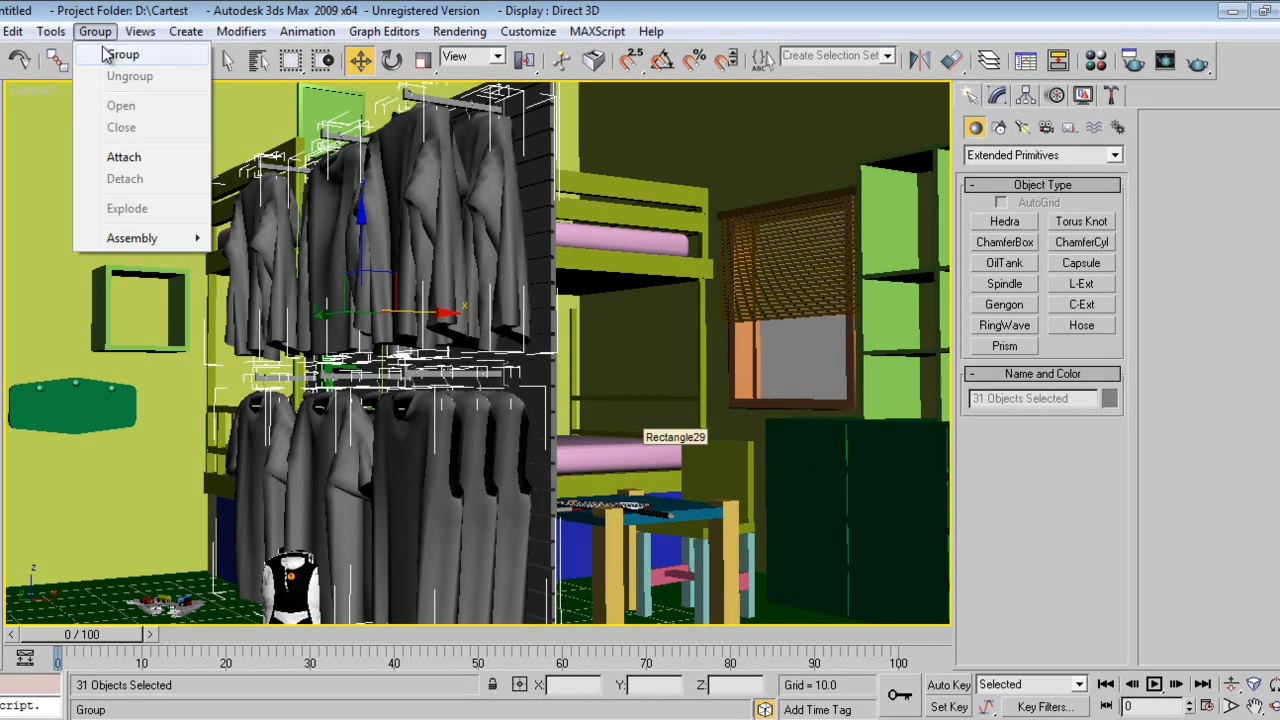 ntitled - Project Folder: D:\Cartest - Autodesk 3ds Max 2009 x64 - Unregistered Version - Display : Direct 3D
Edit Tools Group Views Create Modifiers Animation Graph Editors Rendering Customize MAXScript Help
View 2.5 ABC Create Selection Set
Group
Ungroup
Open
Close
Attach
Detach
Explode
Assembly
Extended Primitives
- Object Type
AutoGrid
Hedra Torus Knot
ChamferBox ChamferCyl
OilTank Capsule
Spindle L-Ext
Gengon C-Ext
RingWave Hose
Prism
- Name and Color
31 Objects Selected
x
z
Rectangle29
z
< 0 / 100 >
0 10 20 30 40 50 60 70 80 90 100
31 Objects Selected X: Y: Z: Grid = 10.0 Auto Key Selected
script. Group Add Time Tag Set Key Key Filters... 0